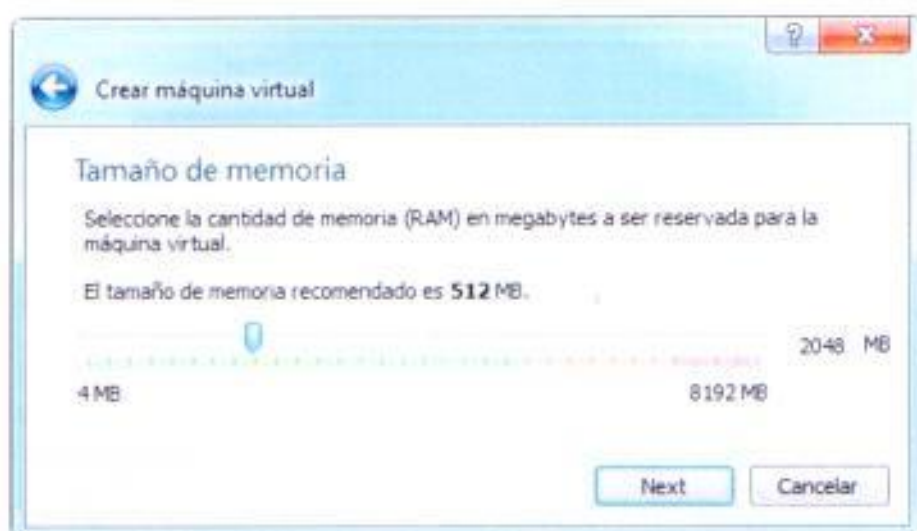 ?
Crear máquina virtual
Tamaño de memoria
Seleccione la cantidad de memoria (RAM) en megabytes a ser reservada para la
máquina virtual.
El tamaño de memoria recomendado es 512 MB.
2048 MB
4 MB
8192 MB
Next
Cancelar